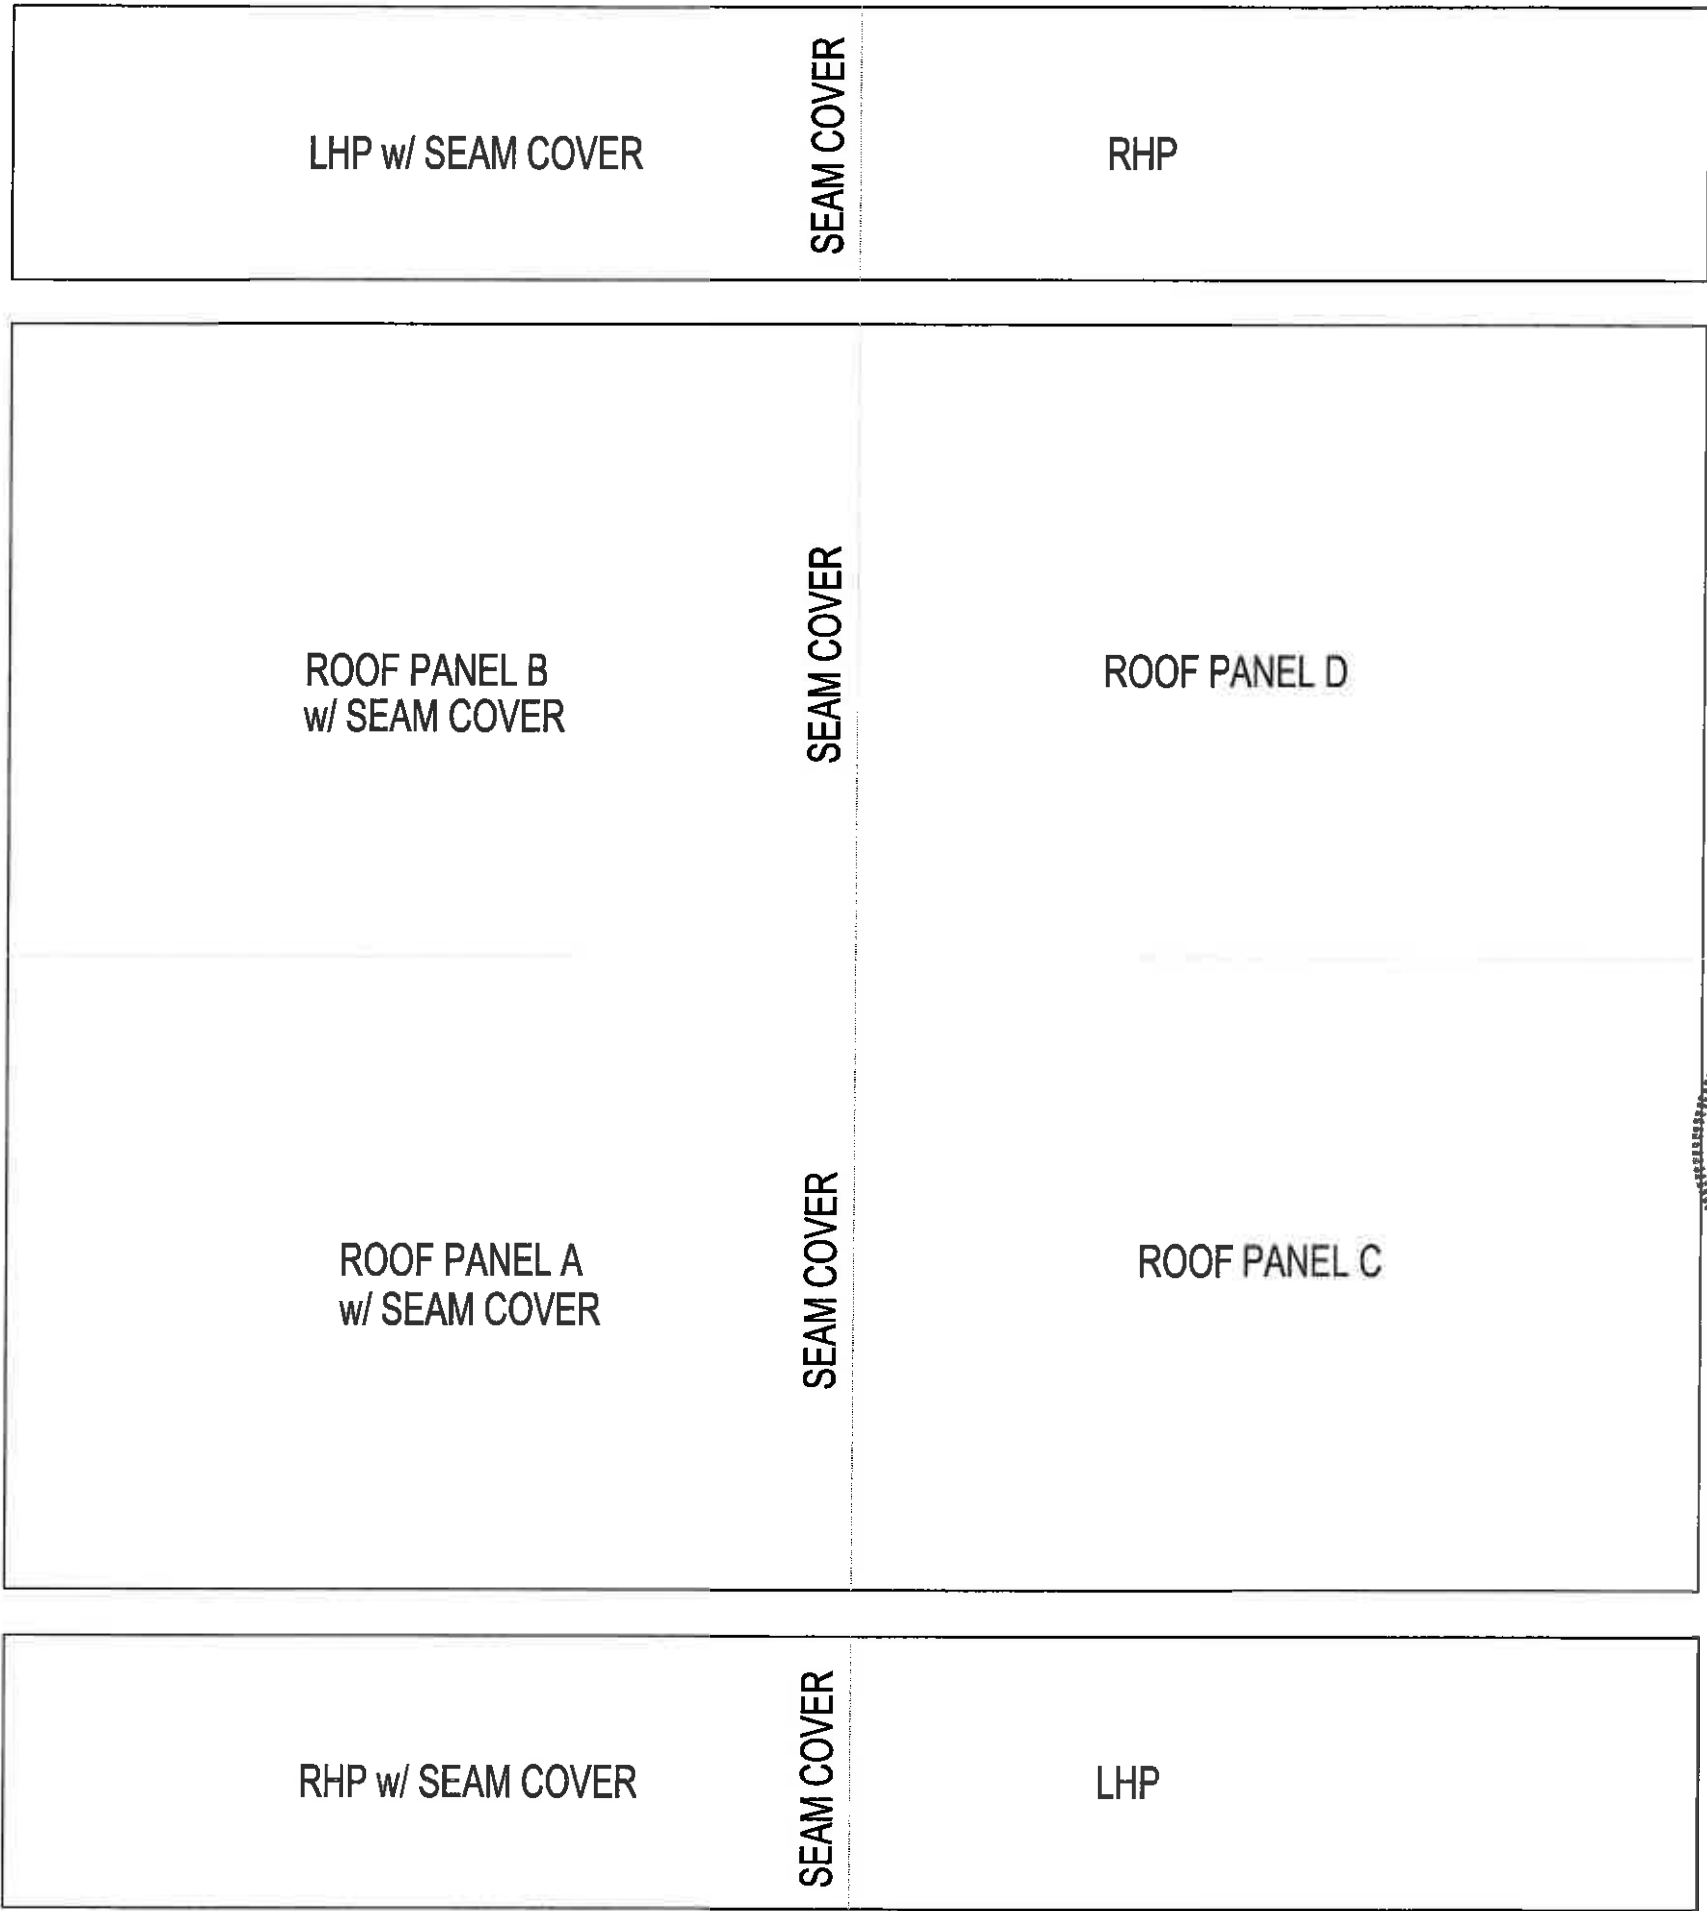 LHP w/ SEAM COVER
SEAM COVER
RHP
ROOF PANEL B
w/ SEAM COVER
SEAM COVER
ROOF PANEL D
ROOF PANEL A
w/ SEAM COVER
SEAM COVER
ROOF PANEL C
RHP w/ SEAM COVER
SEAM COVER
LHP